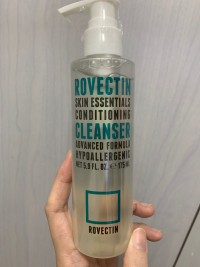 ROVECTIN
SKIN ESSENTIALS
CONDITIONING
CLEANSER
ADVANCED FORMULA
HYPOALLERGENIC
NET 5.9 FL. OZ. ℮ 175 ML
ROVECTIN